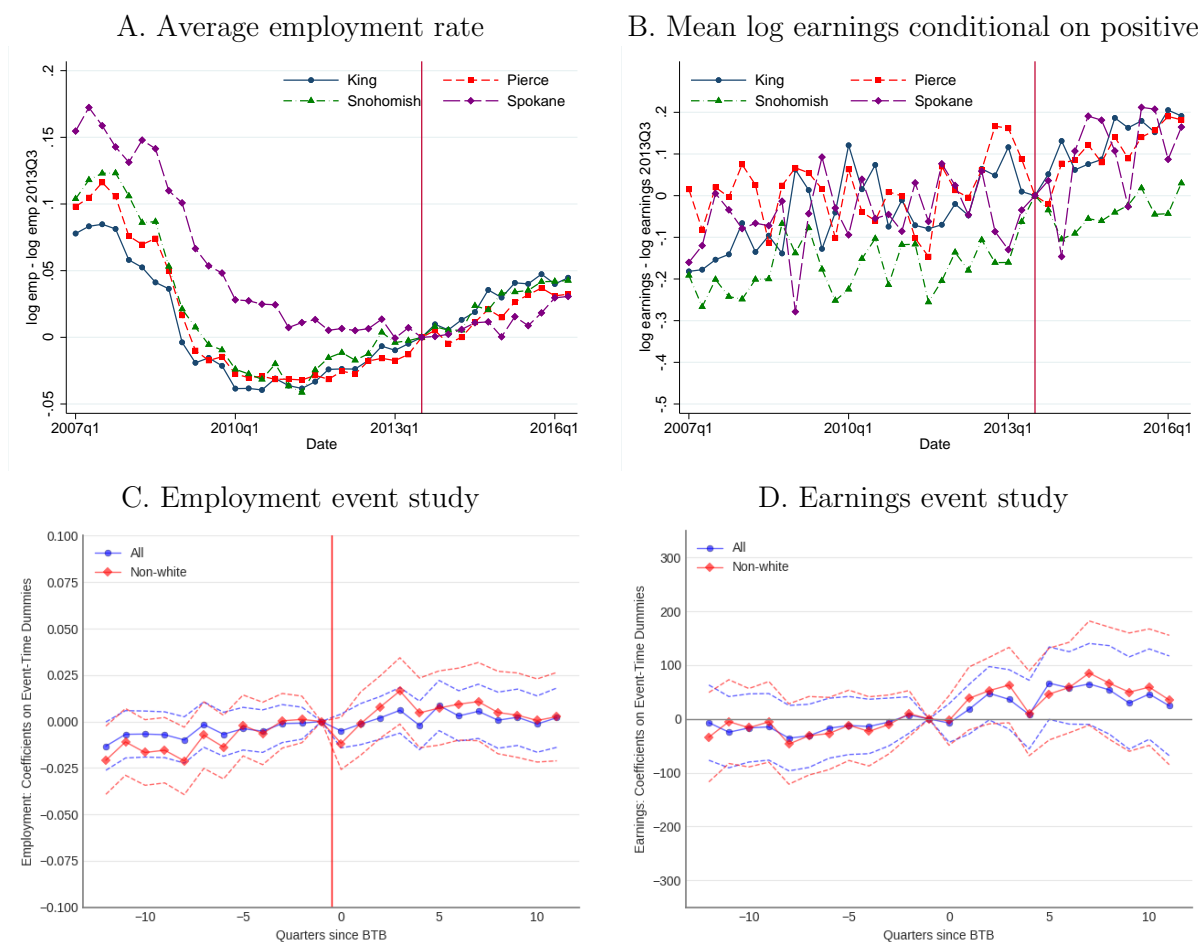 A. Average employment rate
B. Mean log earnings conditional on positive
King
Pierce
Snohomish
Spokane
log emp - log emp 2013Q3
.2
.15
.1
.05
0
-.05
2007q1
2010q1
2013q1
2016q1
Date
King
Pierce
Snohomish
Spokane
log earnings - log earnings 2013Q3
.2
.1
0
-.1
-.2
-.3
-.4
-.5
2007q1
2010q1
2013q1
2016q1
Date
C. Employment event study
D. Earnings event study
All
Non-white
Employment: Coefficients on Event-Time Dummies
0.100
0.075
0.050
0.025
0.000
−0.025
−0.050
−0.075
−0.100
−10
−5
0
5
10
Quarters since BTB
All
Non-white
Earnings: Coefficients on Event-Time Dummies
300
200
100
0
−100
−200
−300
−10
−5
0
5
10
Quarters since BTB